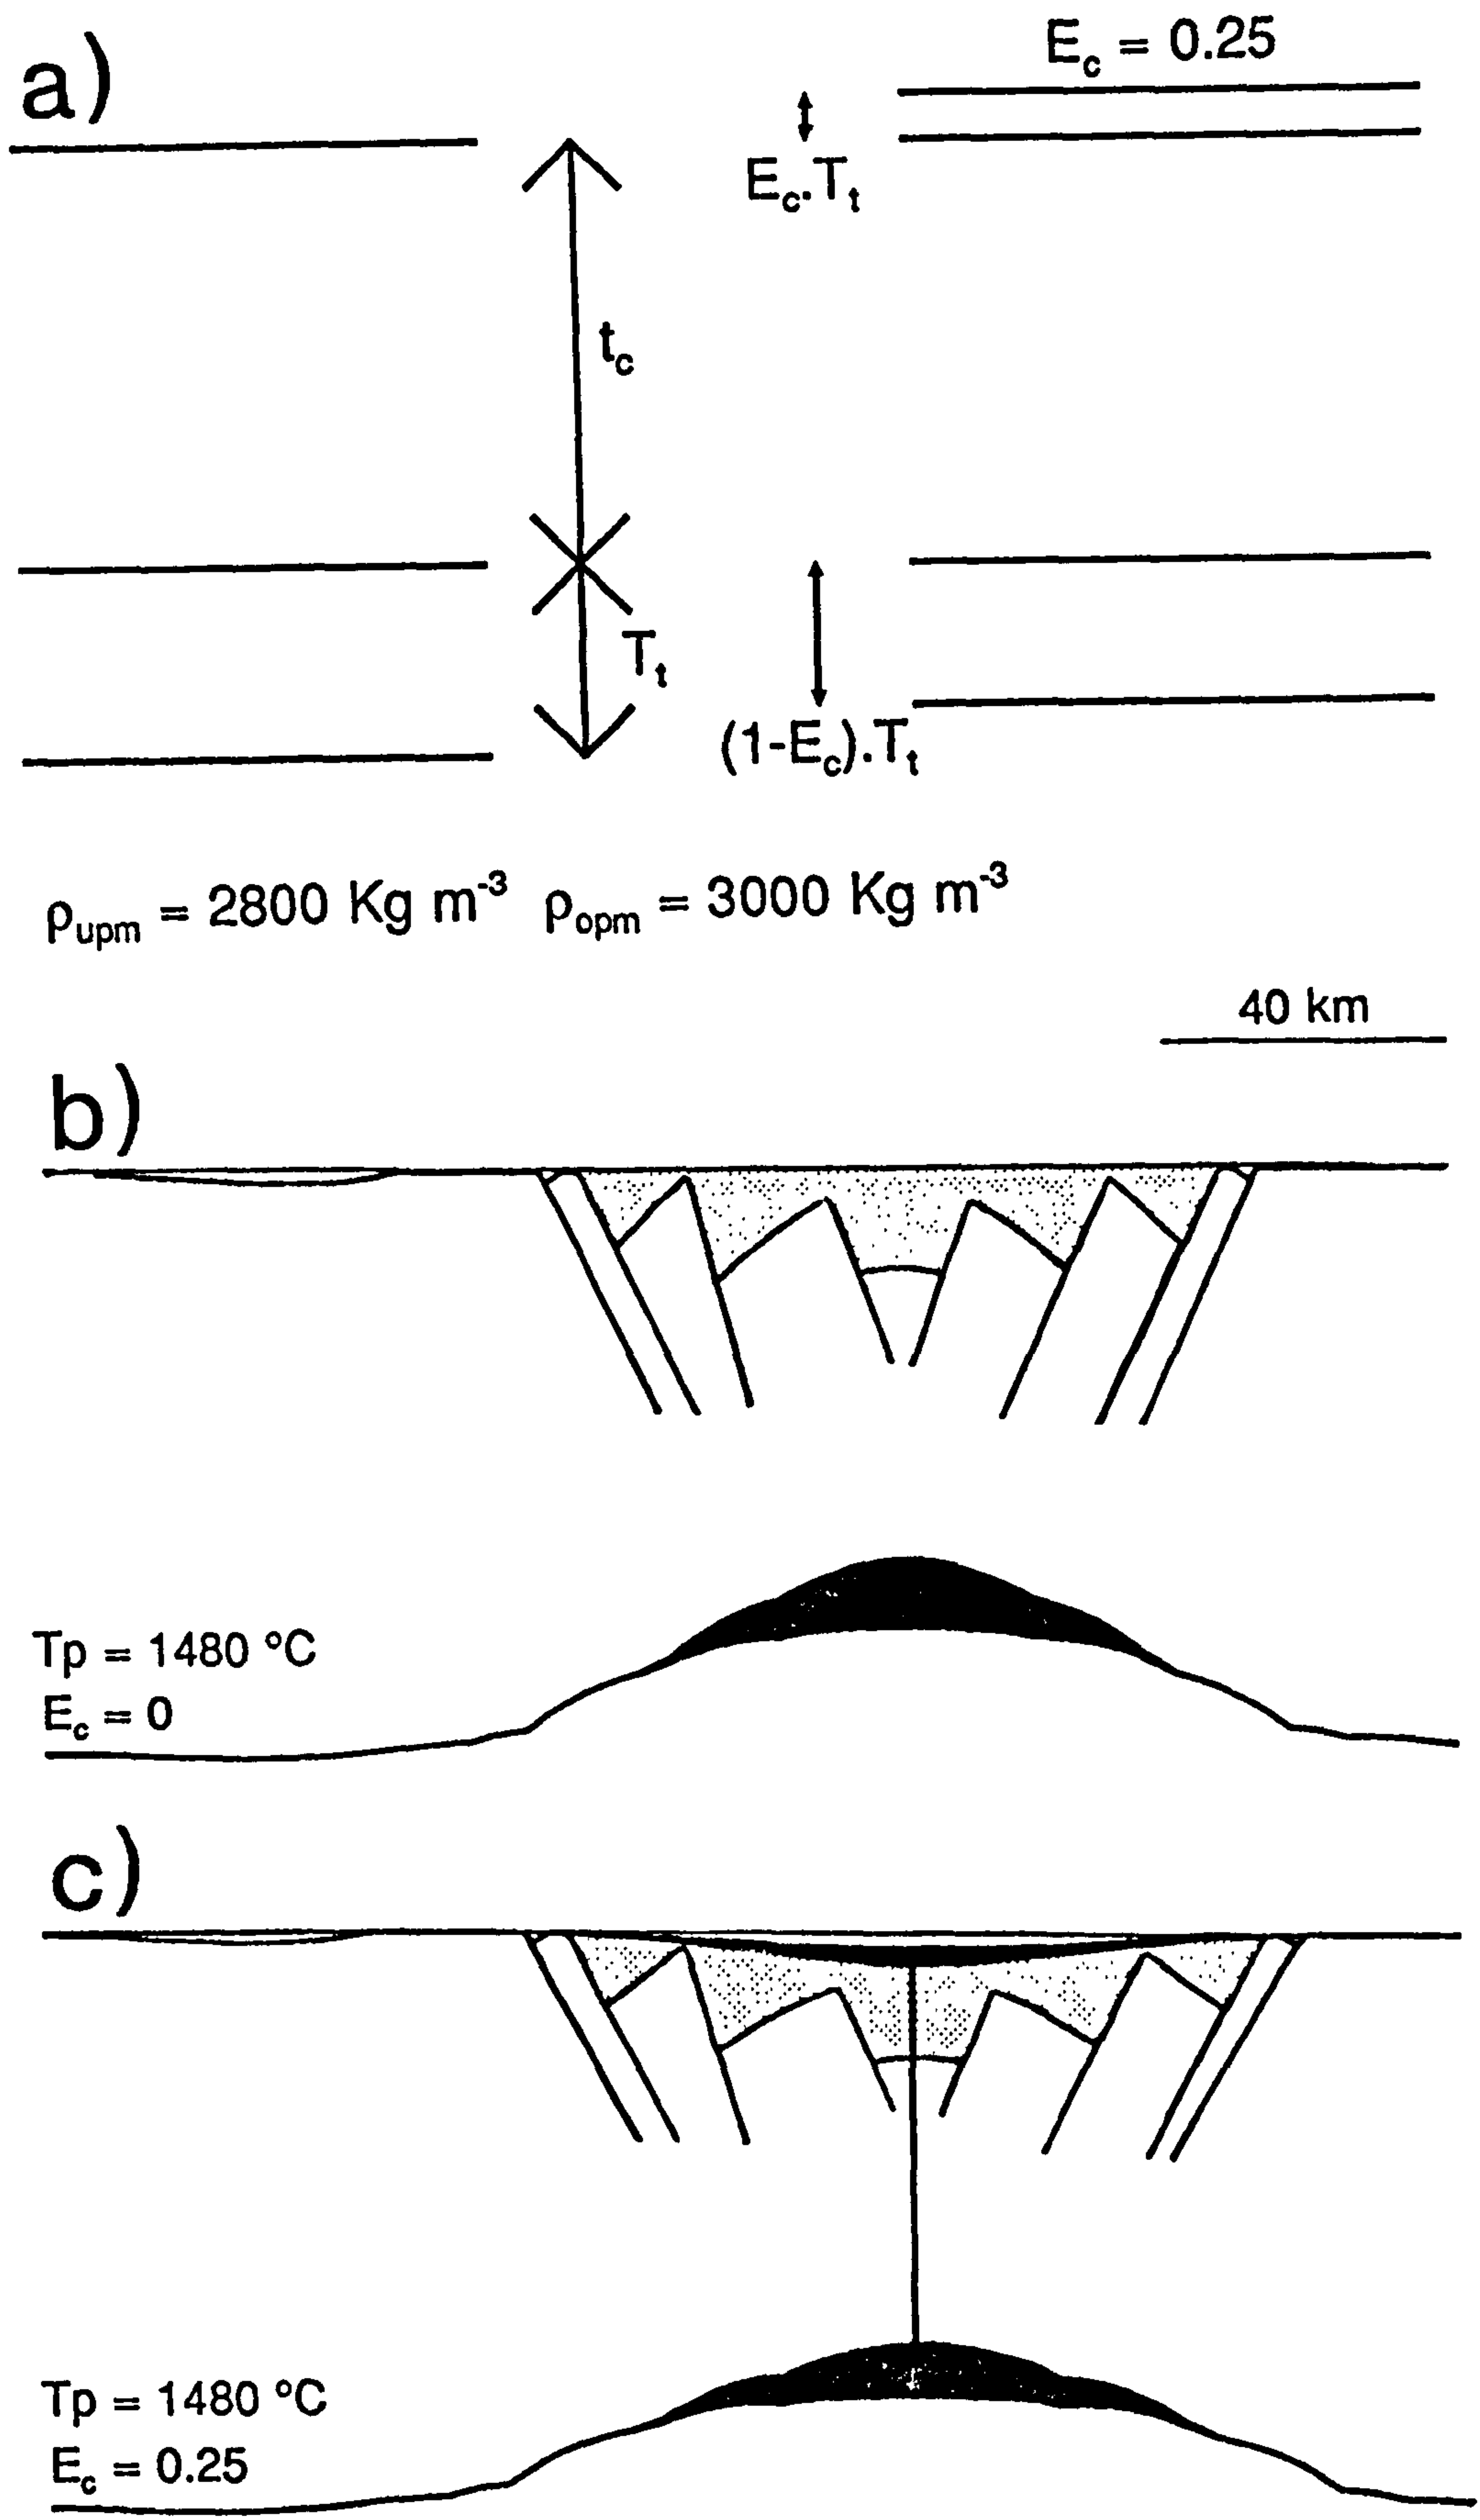 a)
E_c = 0.25
E_c.T_t
t_c
T_t
(1-E_c).T_t
ρ_upm = 2800 Kg m^-3 ρ_opm = 3000 Kg m^-3
40 km
b)
Tp = 1480 °C
E_c = 0
c)
Tp = 1480 °C
E_c = 0.25